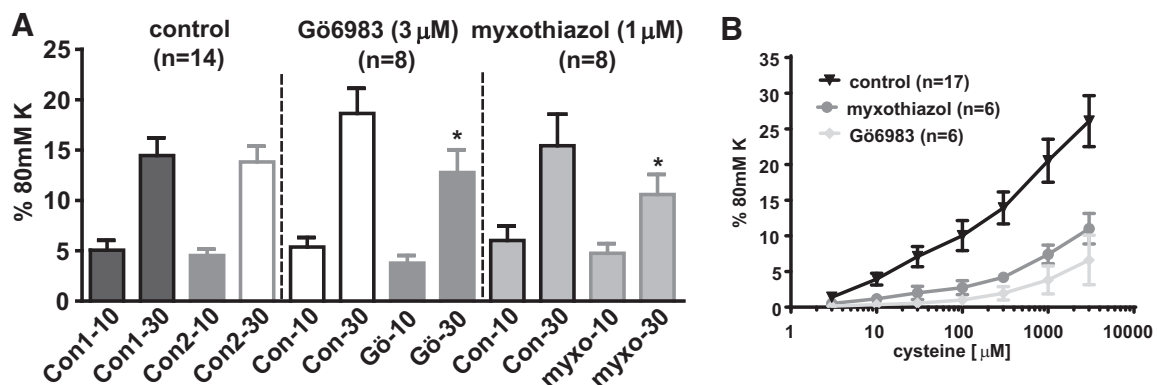 A
control
(n=14)
Gö6983 (3 μM)
(n=8)
myxothiazol (1 μM)
(n=8)
% 80mM K
25
20
15
10
5
0
Con1-10
Con1-30
Con2-10
Con2-30
Con-10
Con-30
Gö-10
Gö-30
Con-10
Con-30
myxo-10
myxo-30
*
*
B
% 80mM K
35
30
25
20
15
10
5
0
control (n=17)
myxothiazol (n=6)
Gö6983 (n=6)
1
10
100
1000
10000
cysteine [ μM]